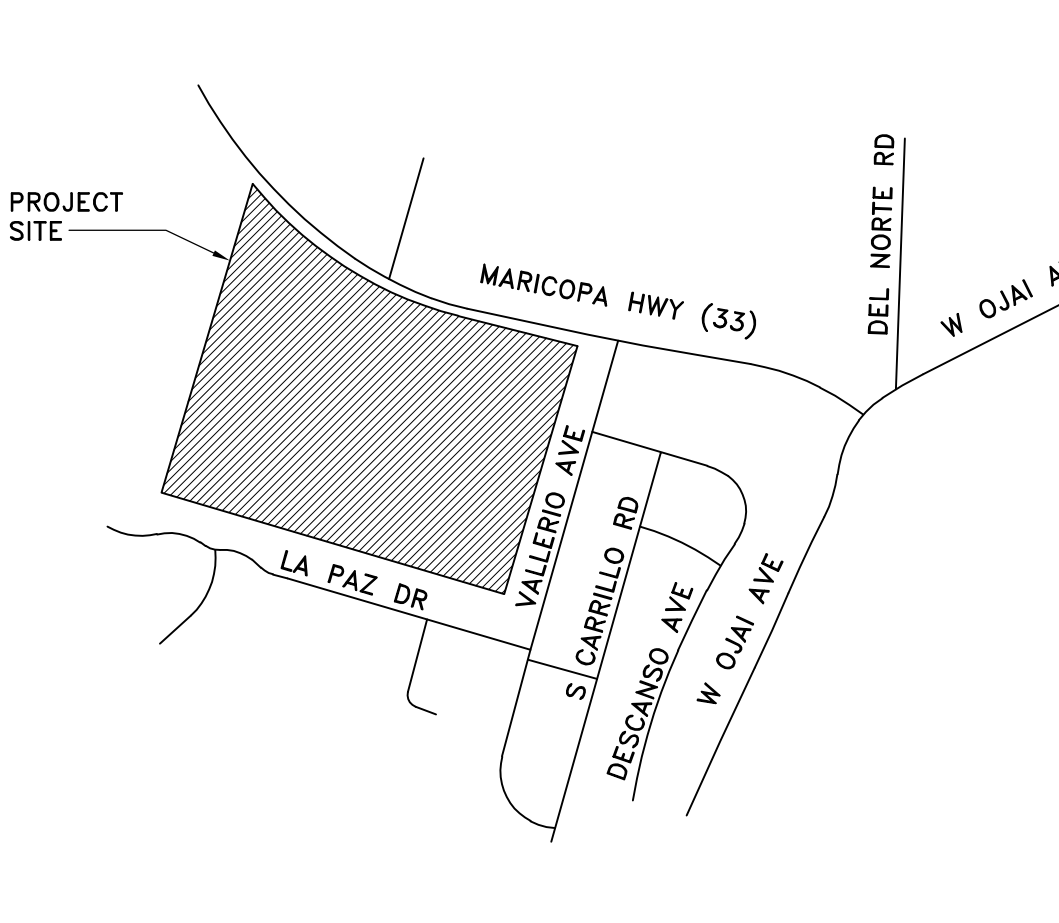 PROJECT
SITE
MARICOPA HWY (33)
DEL NORTE RD
W OJAI
LA PAZ DR
VALLERIO AVE
S CARRILLO RD
DESCANSO AVE
W OJAI AVE